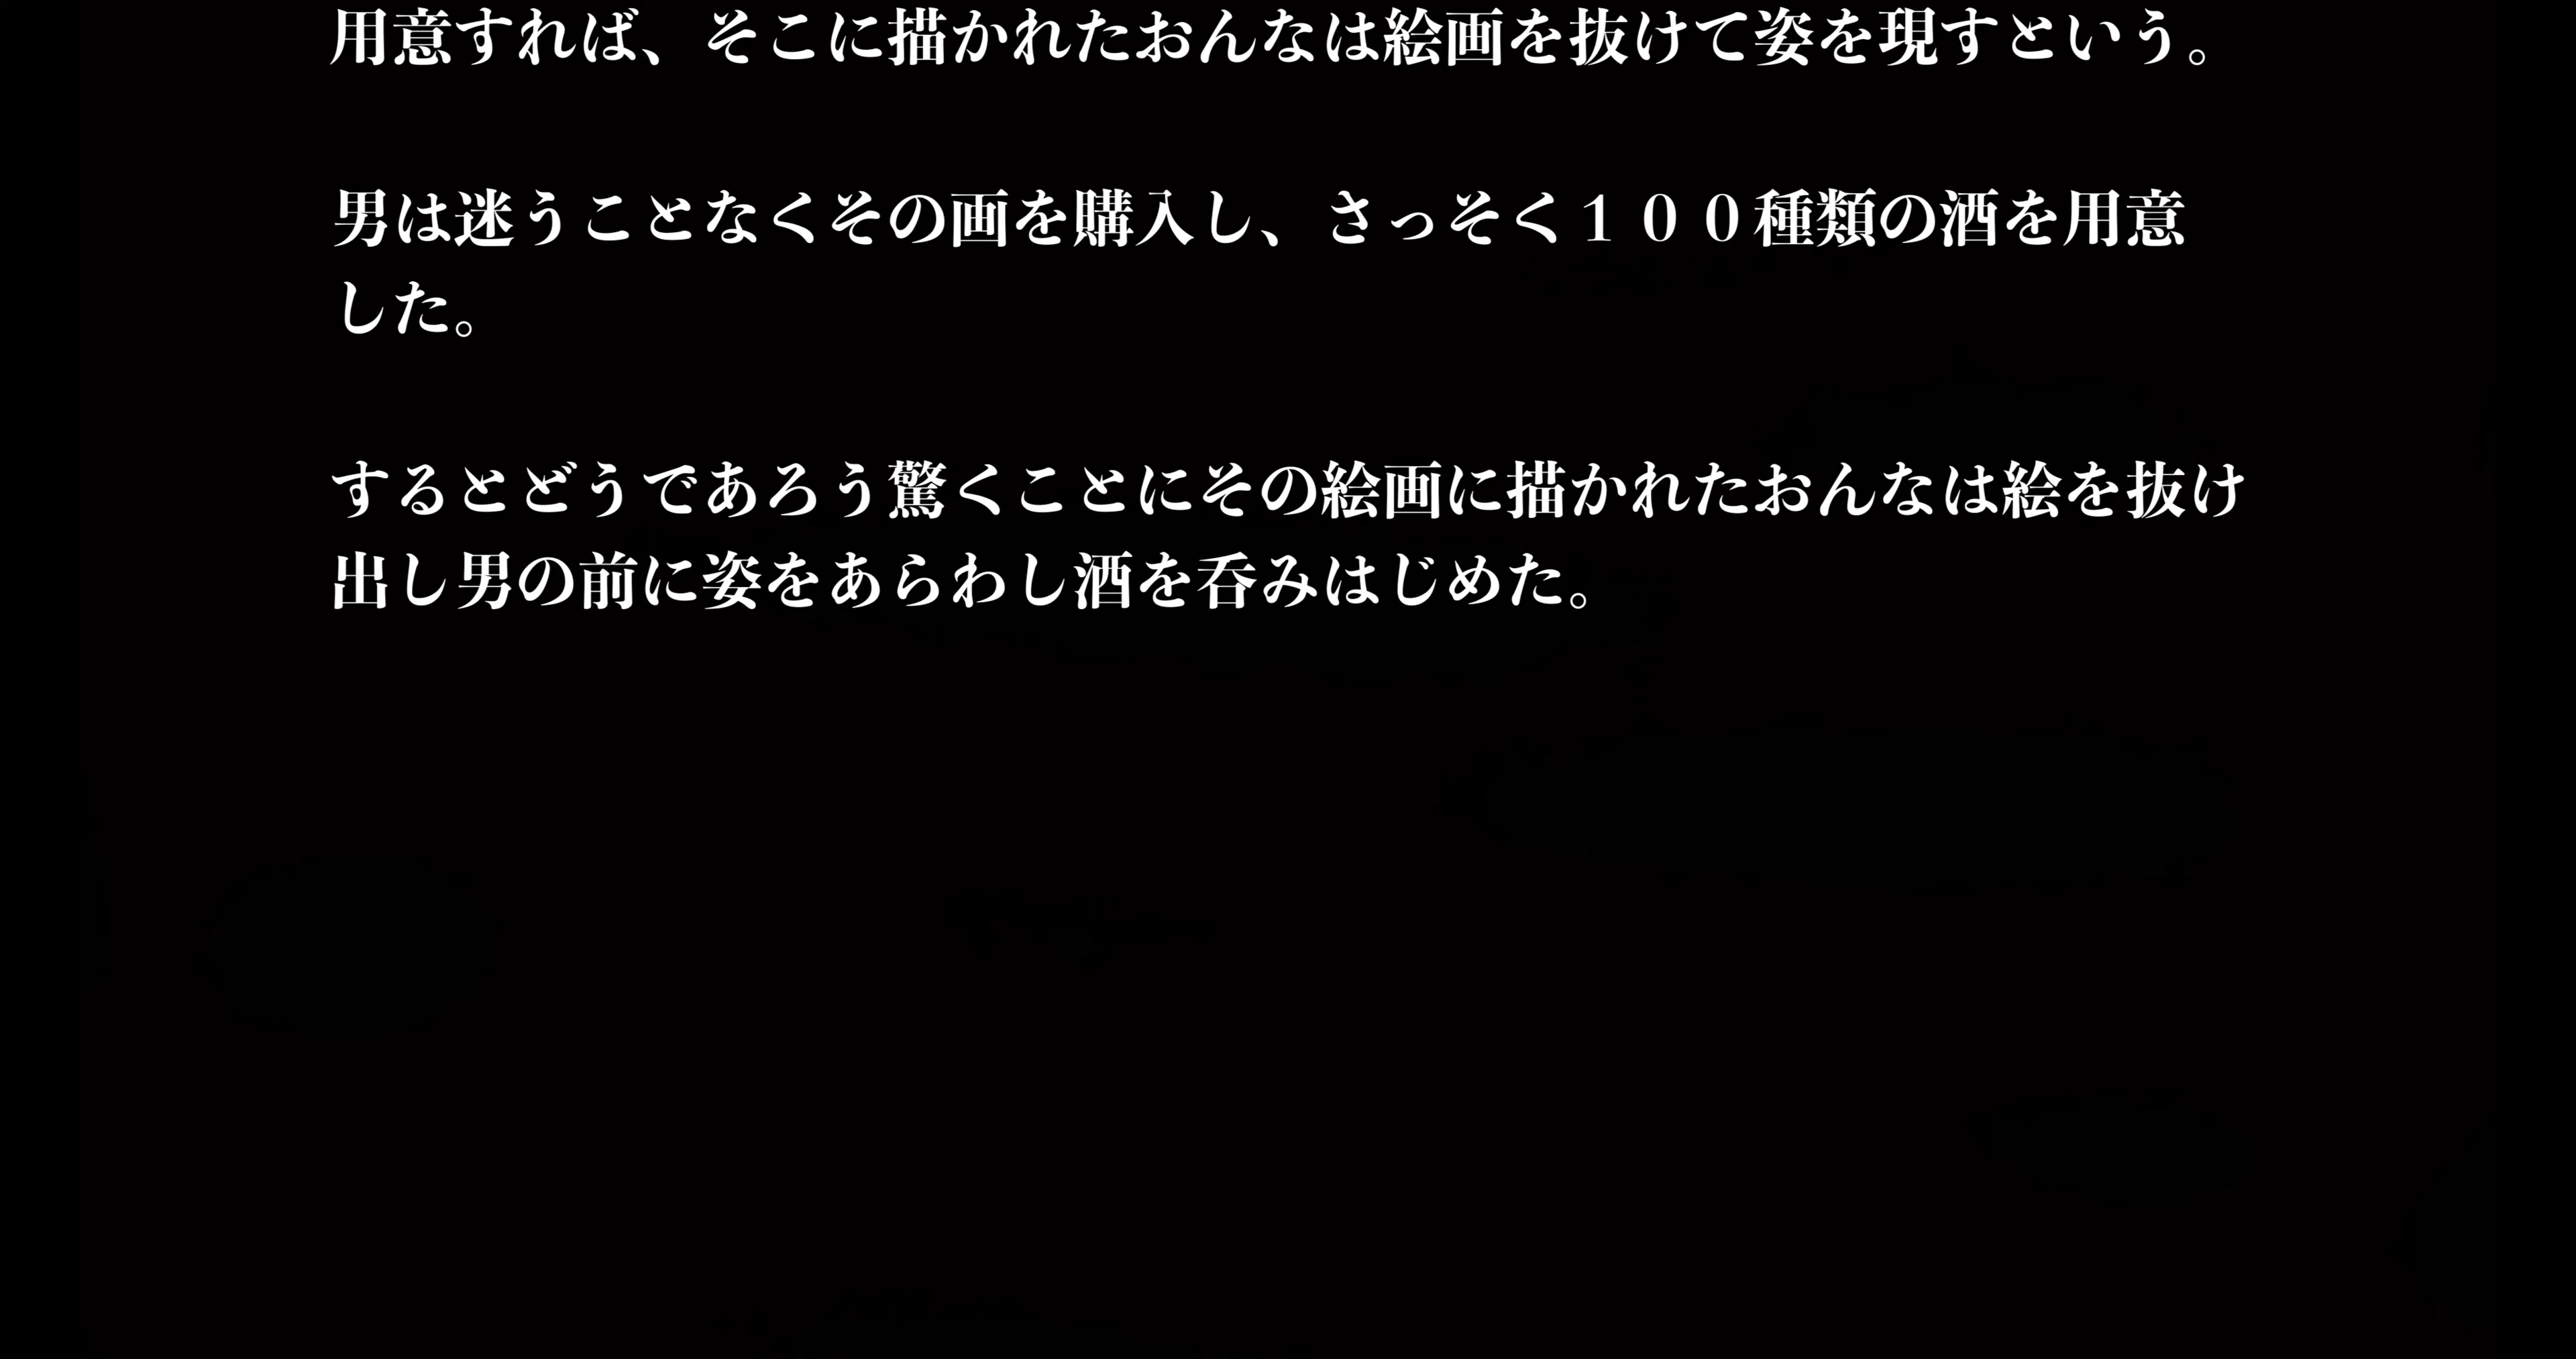 用意すれば、そこに描かれたおんなは絵画を抜けて姿を現すという。
男は迷うことなくその画を購入し、さっそく１００種類の酒を用意
した。
するとどうであろう驚くことにその絵画に描かれたおんなは絵を抜け
出し男の前に姿をあらわし酒を呑みはじめた。